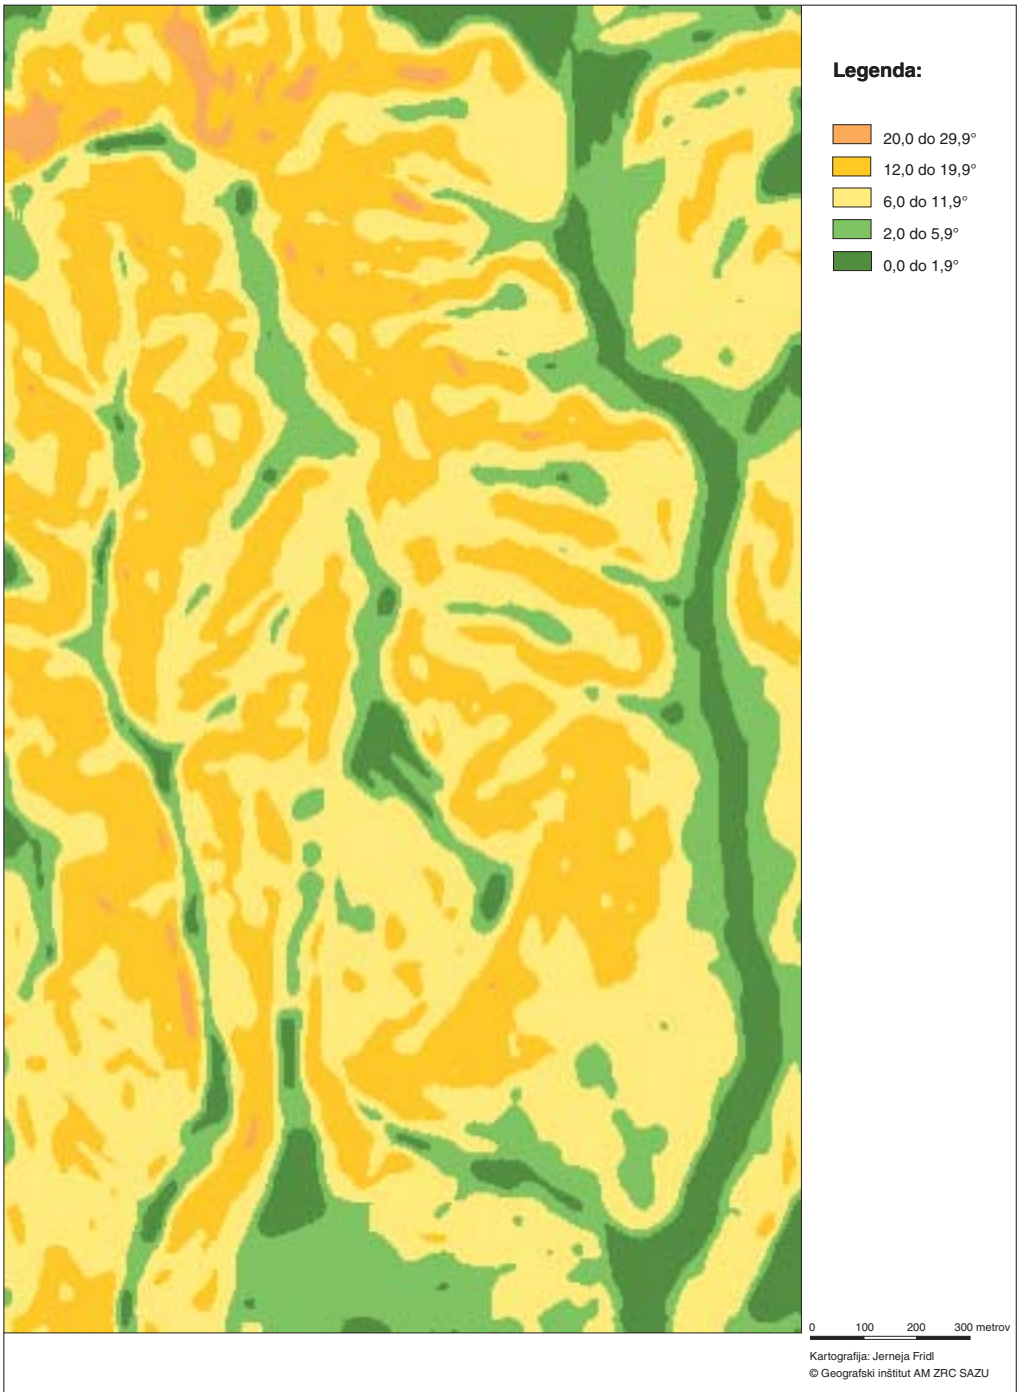 Legenda:
20,0 do 29,9°
12,0 do 19,9°
6,0 do 11,9°
2,0 do 5,9°
0,0 do 1,9°
0 100 200 300 metrov
Kartografija: Jerneja Fridl
© Geografski inštitut AM ZRC SAZU